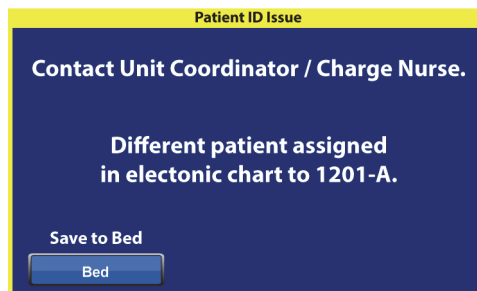 Patient ID Issue
Contact Unit Coordinator / Charge Nurse.
Different patient assigned
in electonic chart to 1201-A.
Save to Bed
Bed